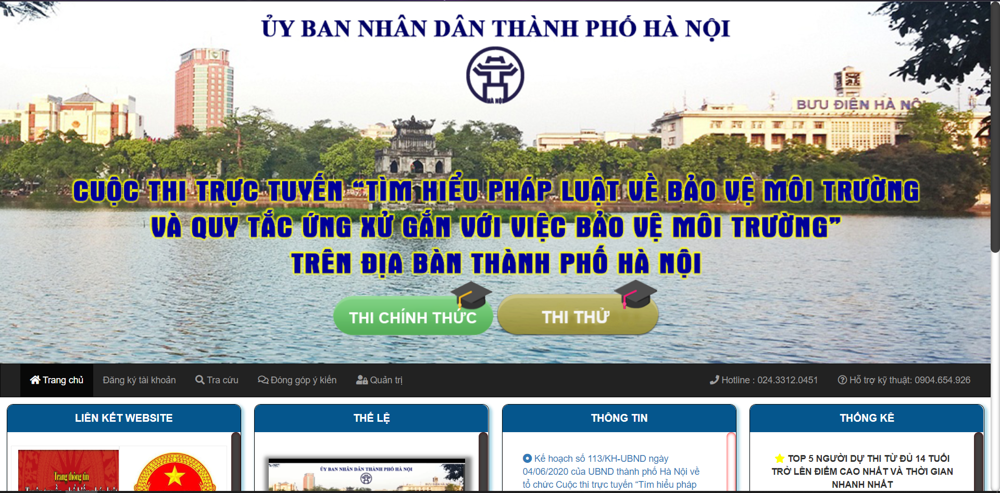 ỦY BAN NHÂN DÂN THÀNH PHỐ HÀ NỘI
HÀ NỘI
BƯU ĐIỆN HÀ NỘI
CUỘC THI TRỰC TUYẾN “TÌM HIỂU PHÁP LUẬT VỀ BẢO VỆ MÔI TRƯỜNG
VÀ QUY TẮC ỨNG XỬ GẮN VỚI VIỆC BẢO VỆ MÔI TRƯỜNG”
TRÊN ĐỊA BÀN THÀNH PHỐ HÀ NỘI
THI CHÍNH THỨC
THI THỬ
Trang chủ
Đăng ký tài khoản
Tra cứu
Đóng góp ý kiến
Quản trị
Hotline : 024.3312.0451
Hỗ trợ kỹ thuật: 0904.654.926
LIÊN KẾT WEBSITE
Trang thông tin
THỂ LỆ
ỦY BAN NHÂN DÂN THÀNH PHỐ HÀ NỘI
THÔNG TIN
Kế hoạch số 113/KH-UBND ngày
04/06/2020 của UBND thành phố Hà Nội về
tổ chức Cuộc thi trực tuyến “Tìm hiểu pháp
THỐNG KÊ
TOP 5 NGƯỜI DỰ THI TỪ ĐỦ 14 TUỔI
TRỞ LÊN ĐIỂM CAO NHẤT VÀ THỜI GIAN
NHANH NHẤT